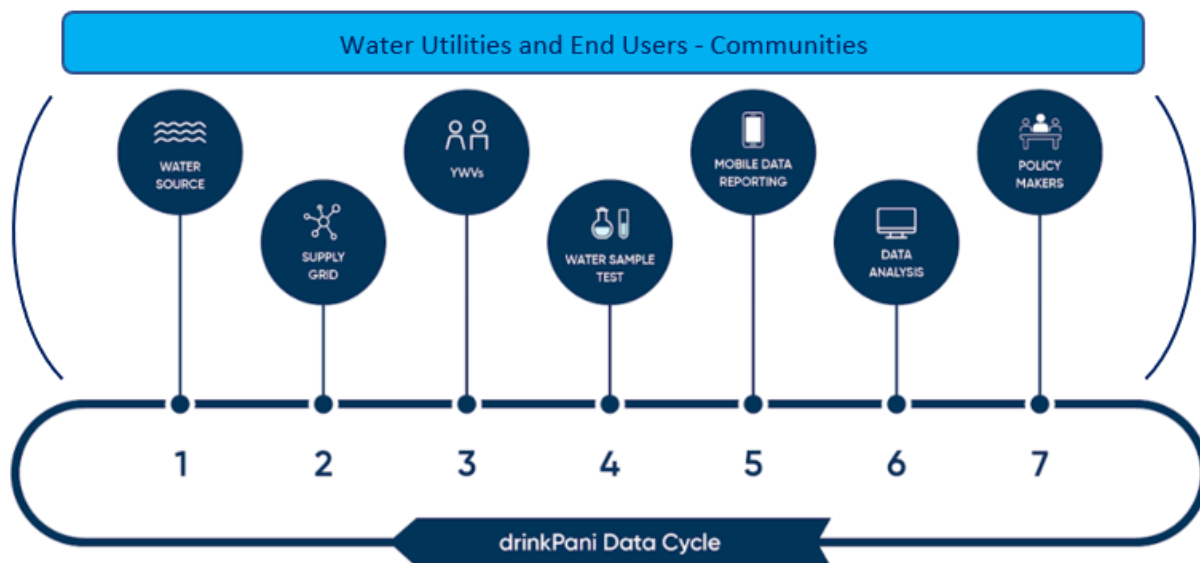 Water Utilities and End Users - Communities
WATER
SOURCE
SUPPLY
GRID
YWVs
WATER SAMPLE
TEST
MOBILE DATA
REPORTING
DATA
ANALYSIS
POLICY
MAKERS
1 2 3 4 5 6 7
drinkPani Data Cycle